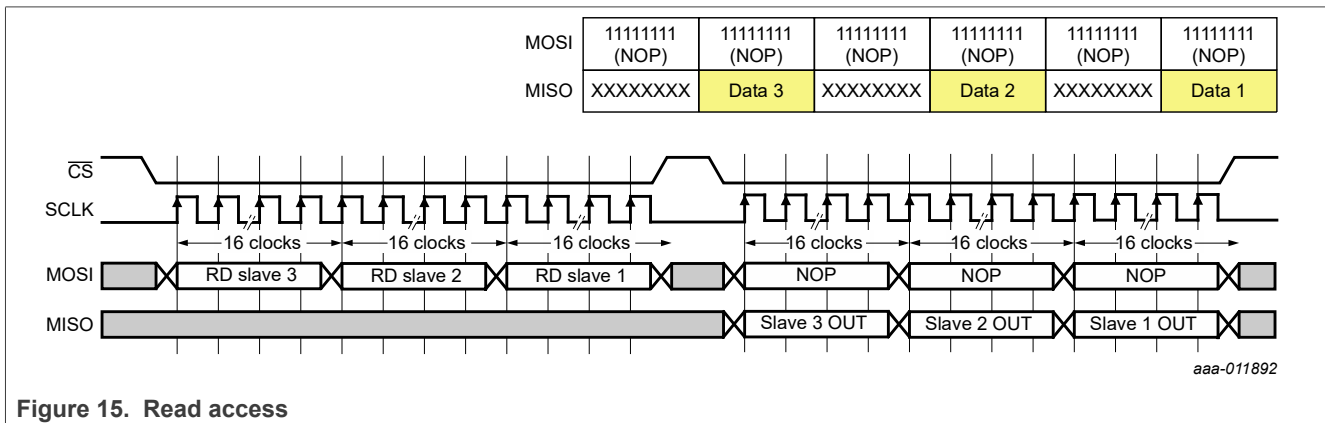 MOSI 11111111 11111111 11111111 11111111 11111111 11111111
(NOP) (NOP) (NOP) (NOP) (NOP) (NOP)
MISO XXXXXXXX Data 3 XXXXXXXX Data 2 XXXXXXXX Data 1
CS
SCLK
16 clocks 16 clocks 16 clocks 16 clocks 16 clocks 16 clocks
MOSI RD slave 3 RD slave 2 RD slave 1 NOP NOP NOP
MISO Slave 3 OUT Slave 2 OUT Slave 1 OUT
aaa-011892
Figure 15. Read access